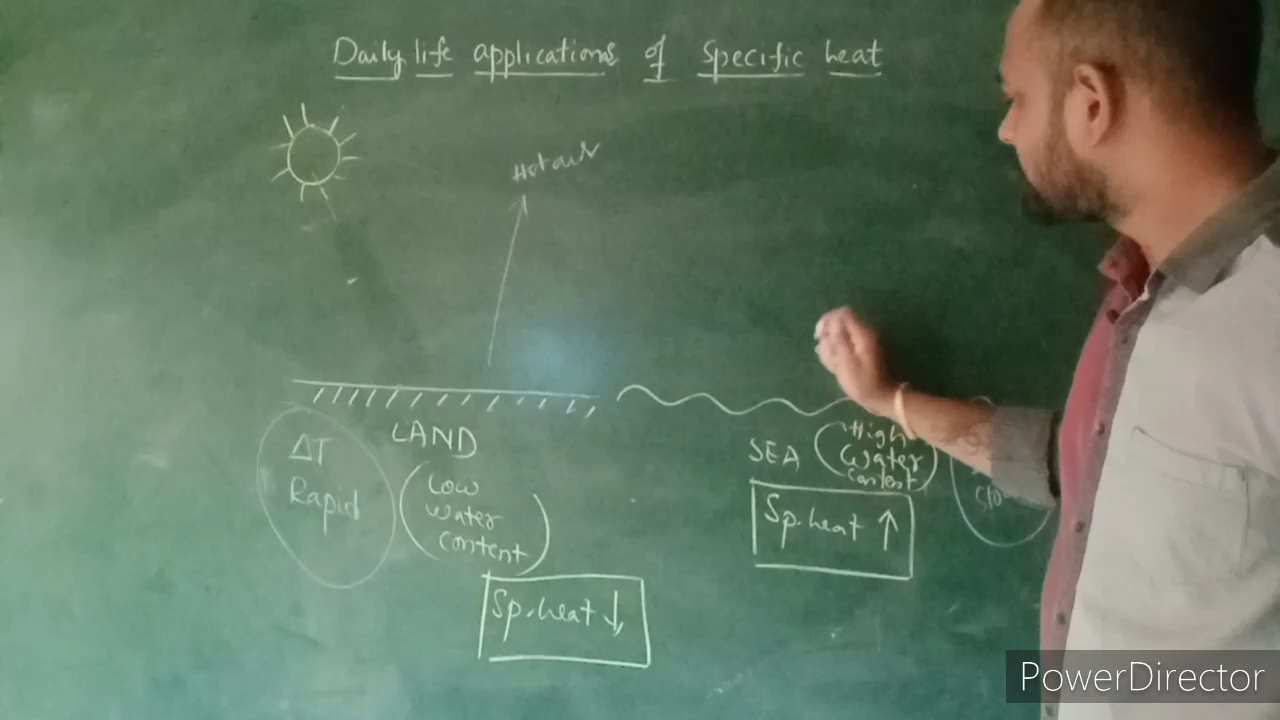 Daily life applications of specific heat
Hot air
LAND
ΔT
Rapid
(Low
water
content)
Sp. heat ↓
SEA
(High
water
content)
Sp. heat ↑
PowerDirector